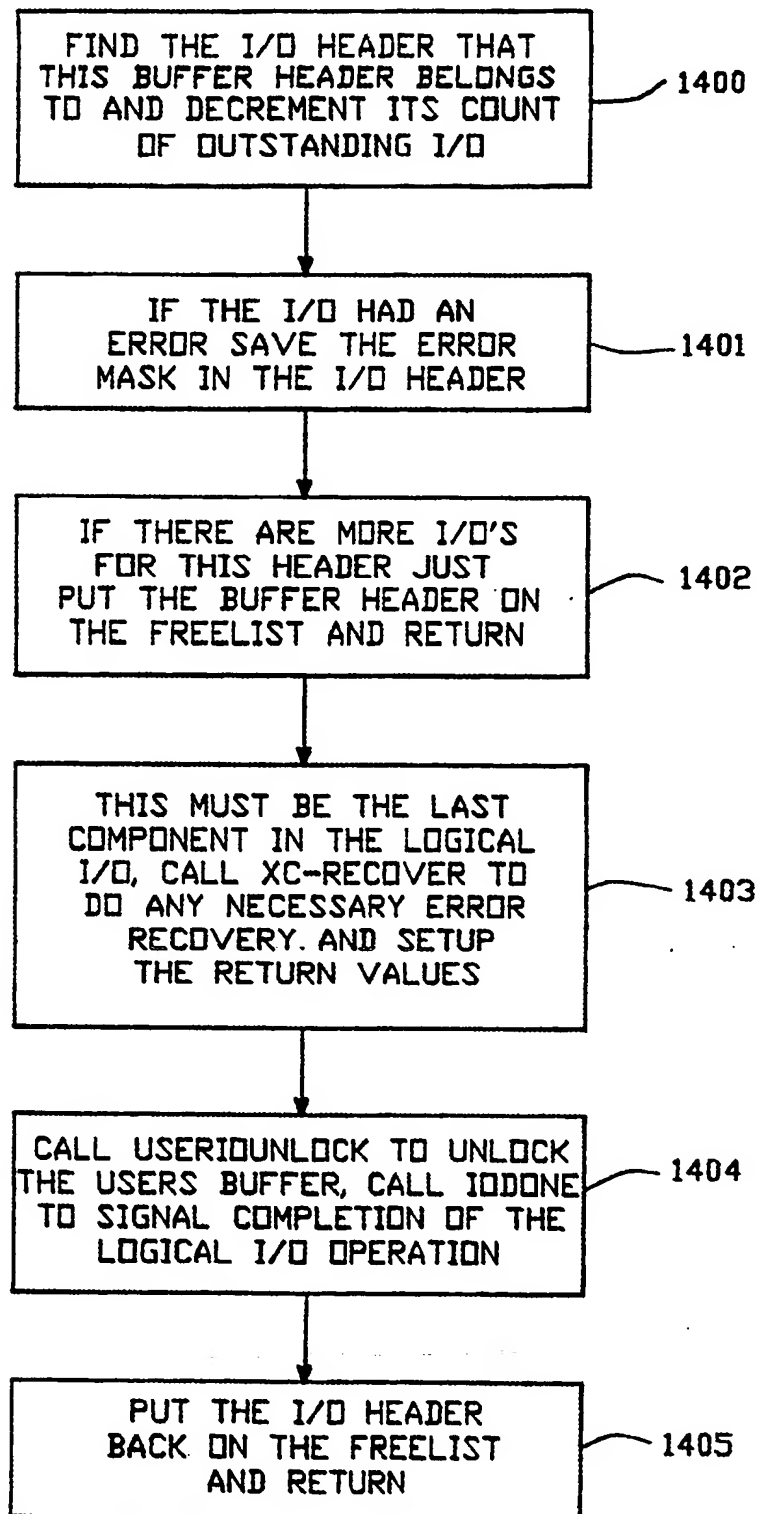 FIND THE I/O HEADER THAT
THIS BUFFER HEADER BELONGS
TO AND DECREMENT ITS COUNT
OF OUTSTANDING I/O
1400
IF THE I/O HAD AN
ERROR SAVE THE ERROR
MASK IN THE I/O HEADER
1401
IF THERE ARE MORE I/O'S
FOR THIS HEADER JUST
PUT THE BUFFER HEADER ON
THE FREELIST AND RETURN
1402
THIS MUST BE THE LAST
COMPONENT IN THE LOGICAL
I/O, CALL XC-RECOVER TO
DO ANY NECESSARY ERROR
RECOVERY. AND SETUP
THE RETURN VALUES
1403
CALL USERIOUNLOCK TO UNLOCK
THE USERS BUFFER, CALL IODONE
TO SIGNAL COMPLETION OF THE
LOGICAL I/O OPERATION
1404
PUT THE I/O HEADER
BACK ON THE FREELIST
AND RETURN
1405